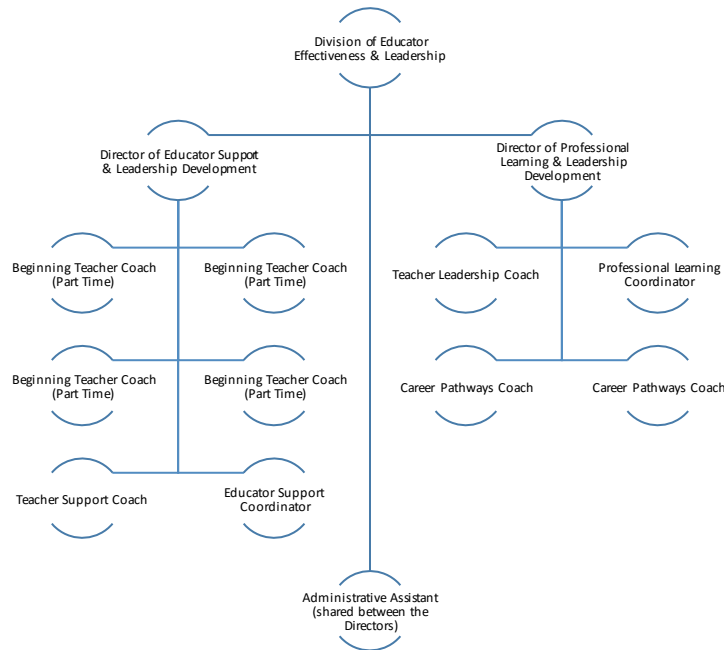 Division of Educator
Effectiveness & Leadership
Director of Educator Support
& Leadership Development
Director of Professional
Learning & Leadership
Development
Beginning Teacher Coach
(Part Time)
Beginning Teacher Coach
(Part Time)
Teacher Leadership Coach
Professional Learning
Coordinator
Beginning Teacher Coach
(Part Time)
Beginning Teacher Coach
(Part Time)
Career Pathways Coach
Career Pathways Coach
Teacher Support Coach
Educator Support
Coordinator
Administrative Assistant
(shared between the
Directors)